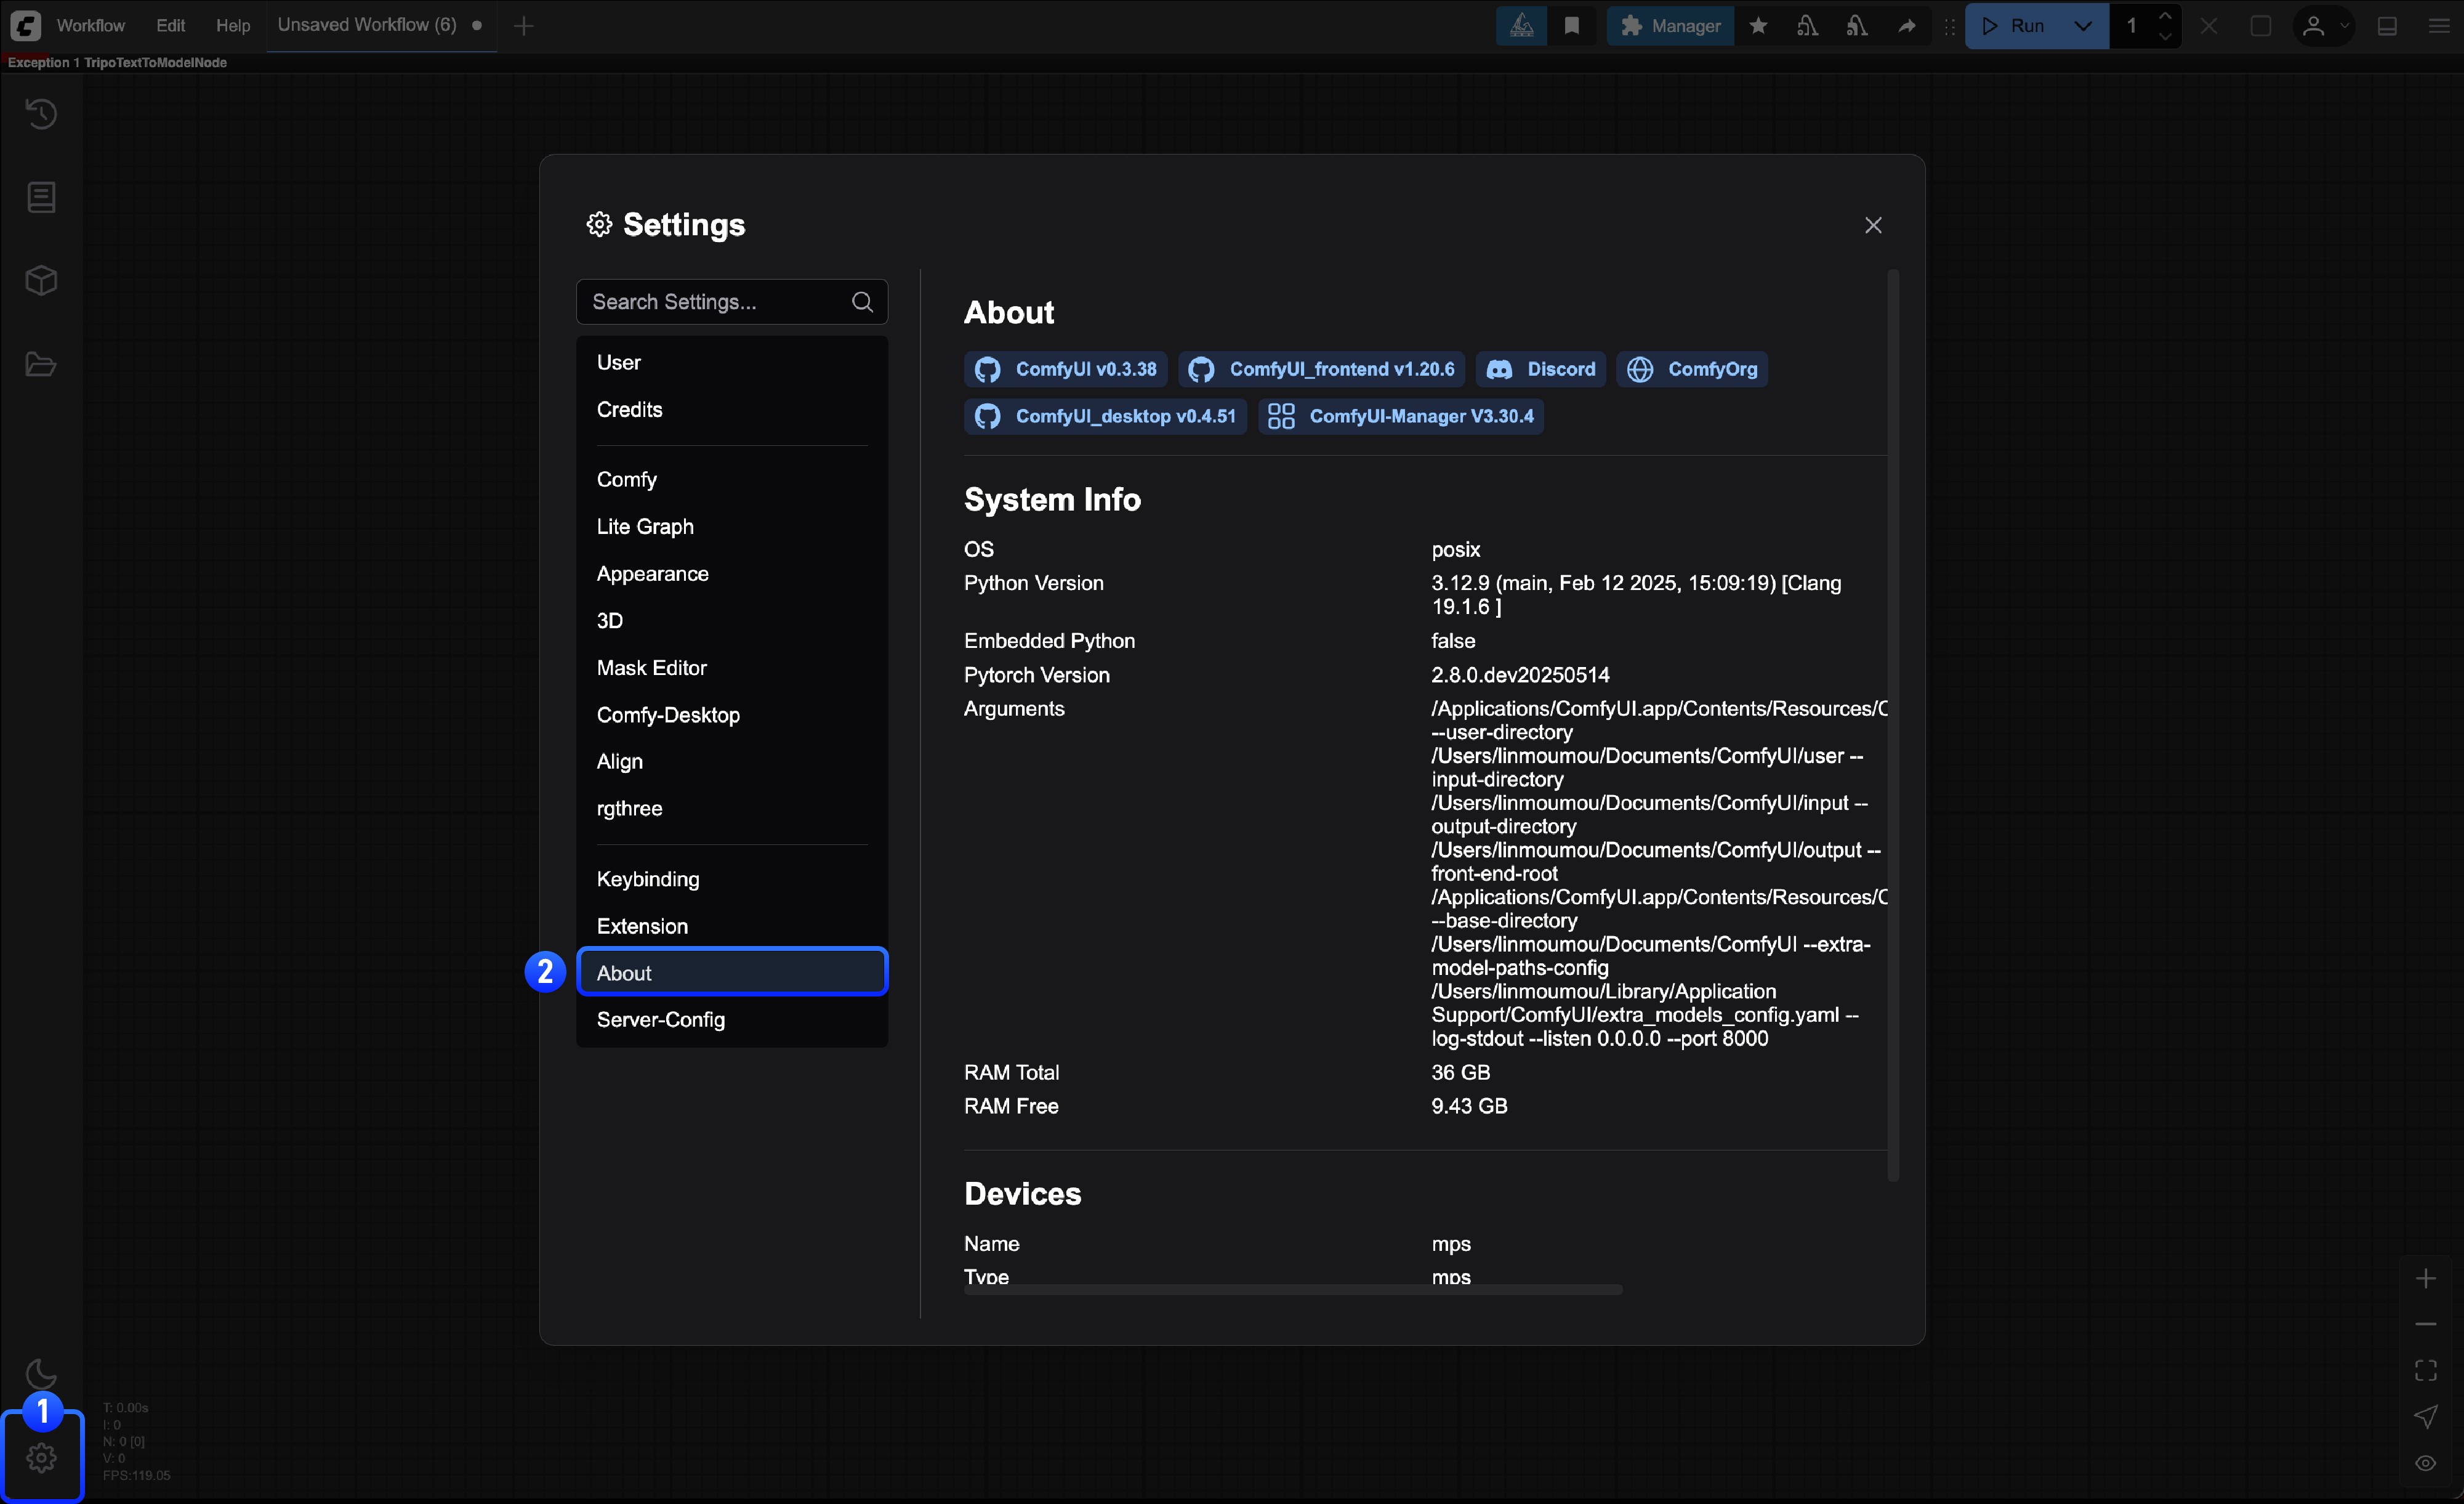 Workflow Edit Help Unsaved Workflow (6)
Manager Run 1
Exception 1 TripoTextToModelNode
Settings
Search Settings...
User
Credits
Comfy
Lite Graph
Appearance
3D
Mask Editor
Comfy-Desktop
Align
rgthree
Keybinding
Extension
2 About
Server-Config
About
ComfyUI v0.3.38 ComfyUI_frontend v1.20.6 Discord ComfyOrg
ComfyUI_desktop v0.4.51 ComfyUI-Manager V3.30.4
System Info
OS posix
Python Version 3.12.9 (main, Feb 12 2025, 15:09:19) [Clang
19.1.6 ]
Embedded Python false
Pytorch Version 2.8.0.dev20250514
Arguments /Applications/ComfyUI.app/Contents/Resources/C
--user-directory
/Users/linmoumou/Documents/ComfyUI/user --
input-directory
/Users/linmoumou/Documents/ComfyUI/input --
output-directory
/Users/linmoumou/Documents/ComfyUI/output --
front-end-root
/Applications/ComfyUI.app/Contents/Resources/C
--base-directory
/Users/linmoumou/Documents/ComfyUI --extra-
model-paths-config
/Users/linmoumou/Library/Application
Support/ComfyUI/extra_models_config.yaml --
log-stdout --listen 0.0.0.0 --port 8000
RAM Total 36 GB
RAM Free 9.43 GB
Devices
Name mps
Type mps
1
T: 0.00s
I: 0
N: 0 [0]
V: 0
FPS:119.05